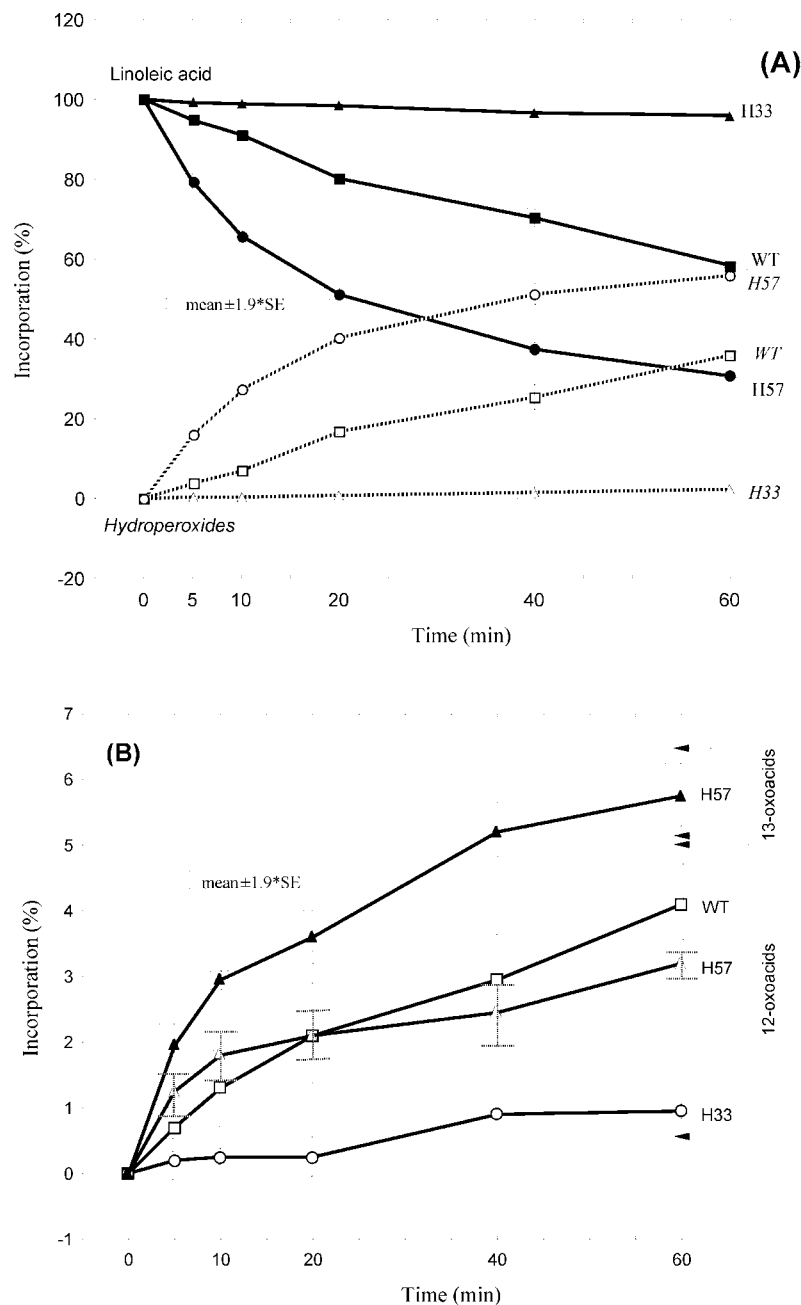 120
(A)
Linoleic acid
100
H33
80
Incorporation (%)
60
WT
H57
mean±1.9*SE
40
WT
H57
20
0
H33
Hydroperoxides
-20
0 5 10 20 40 60
Time (min)
7
(B)
6
H57
13-oxoacids
5
mean±1.9*SE
4
WT
Incorporation (%)
3
H57
12-oxoacids
2
1
H33
0
-1
0 10 20 40 60
Time (min)